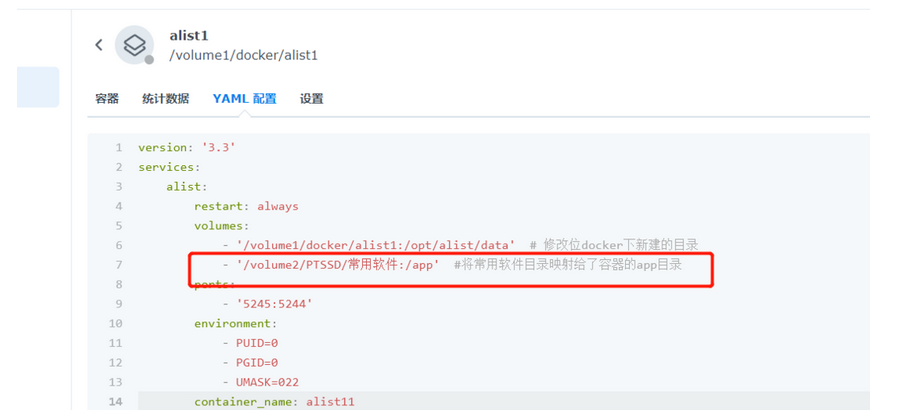 alist1
/volume1/docker/alist1
容器 统计数据 YAML 配置 设置
1 version: '3.3'
2 services:
3 alist:
4 restart: always
5 volumes:
6 - '/volume1/docker/alist1:/opt/alist/data' # 修改位docker下新建的目录
7 - '/volume2/PTSSD/常用软件:/app' #将常用软件目录映射给了容器的app目录
8 ports:
9 - '5245:5244'
10 environment:
11 - PUID=0
12 - PGID=0
13 - UMASK=022
14 container_name: alist11